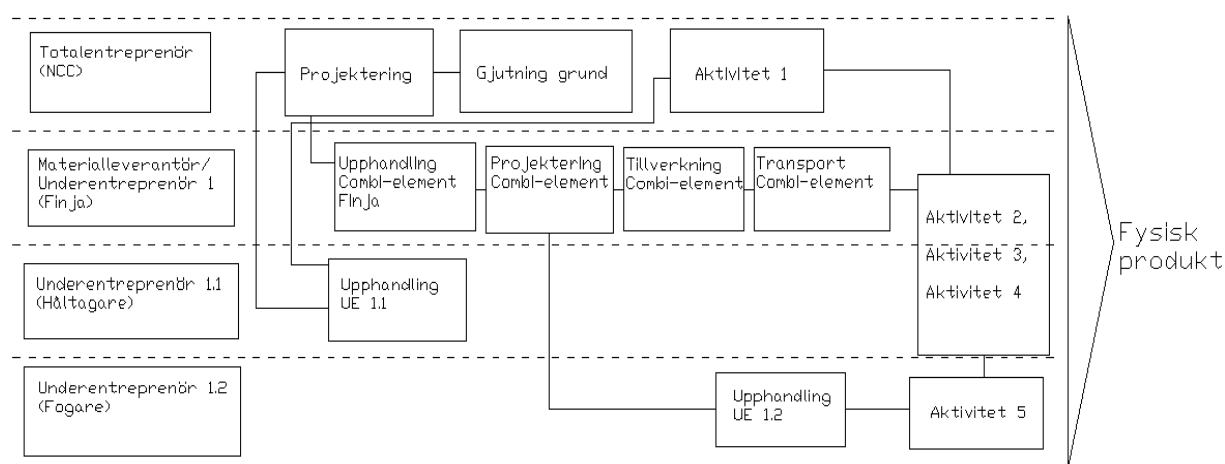 Totalentreprenör
(NCC)
Projektering
Gjutning grund
Aktivitet 1
Materialleverantör/
Underentreprenör 1
(Finja)
Upphandling
Combi-element
Finja
Projektering
Combi-element
Tillverkning
Combi-element
Transport
Combi-element
Aktivitet 2,
Aktivitet 3,
Aktivitet 4
Fysisk
produkt
Underentreprenör 1.1
(Håltagare)
Upphandling
UE 1.1
Underentreprenör 1.2
(Fogare)
Upphandling
UE 1.2
Aktivitet 5